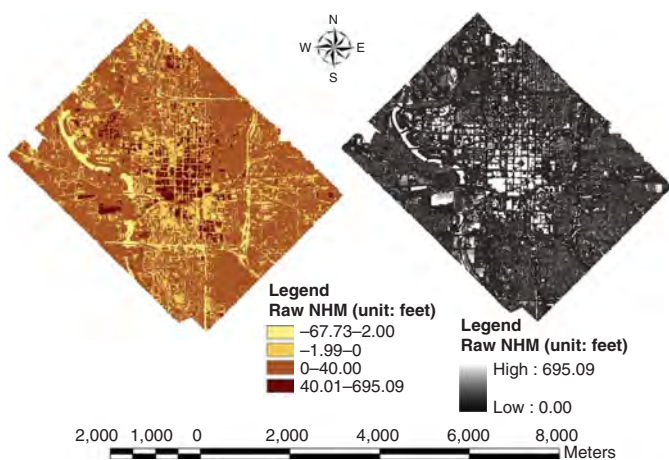 N
W E
S
Legend
Raw NHM (unit: feet)
–67.73–2.00
–1.99–0
0–40.00
40.01–695.09
Legend
Raw NHM (unit: feet)
High : 695.09
Low : 0.00
2,000 1,000 0 2,000 4,000 6,000 8,000
Meters